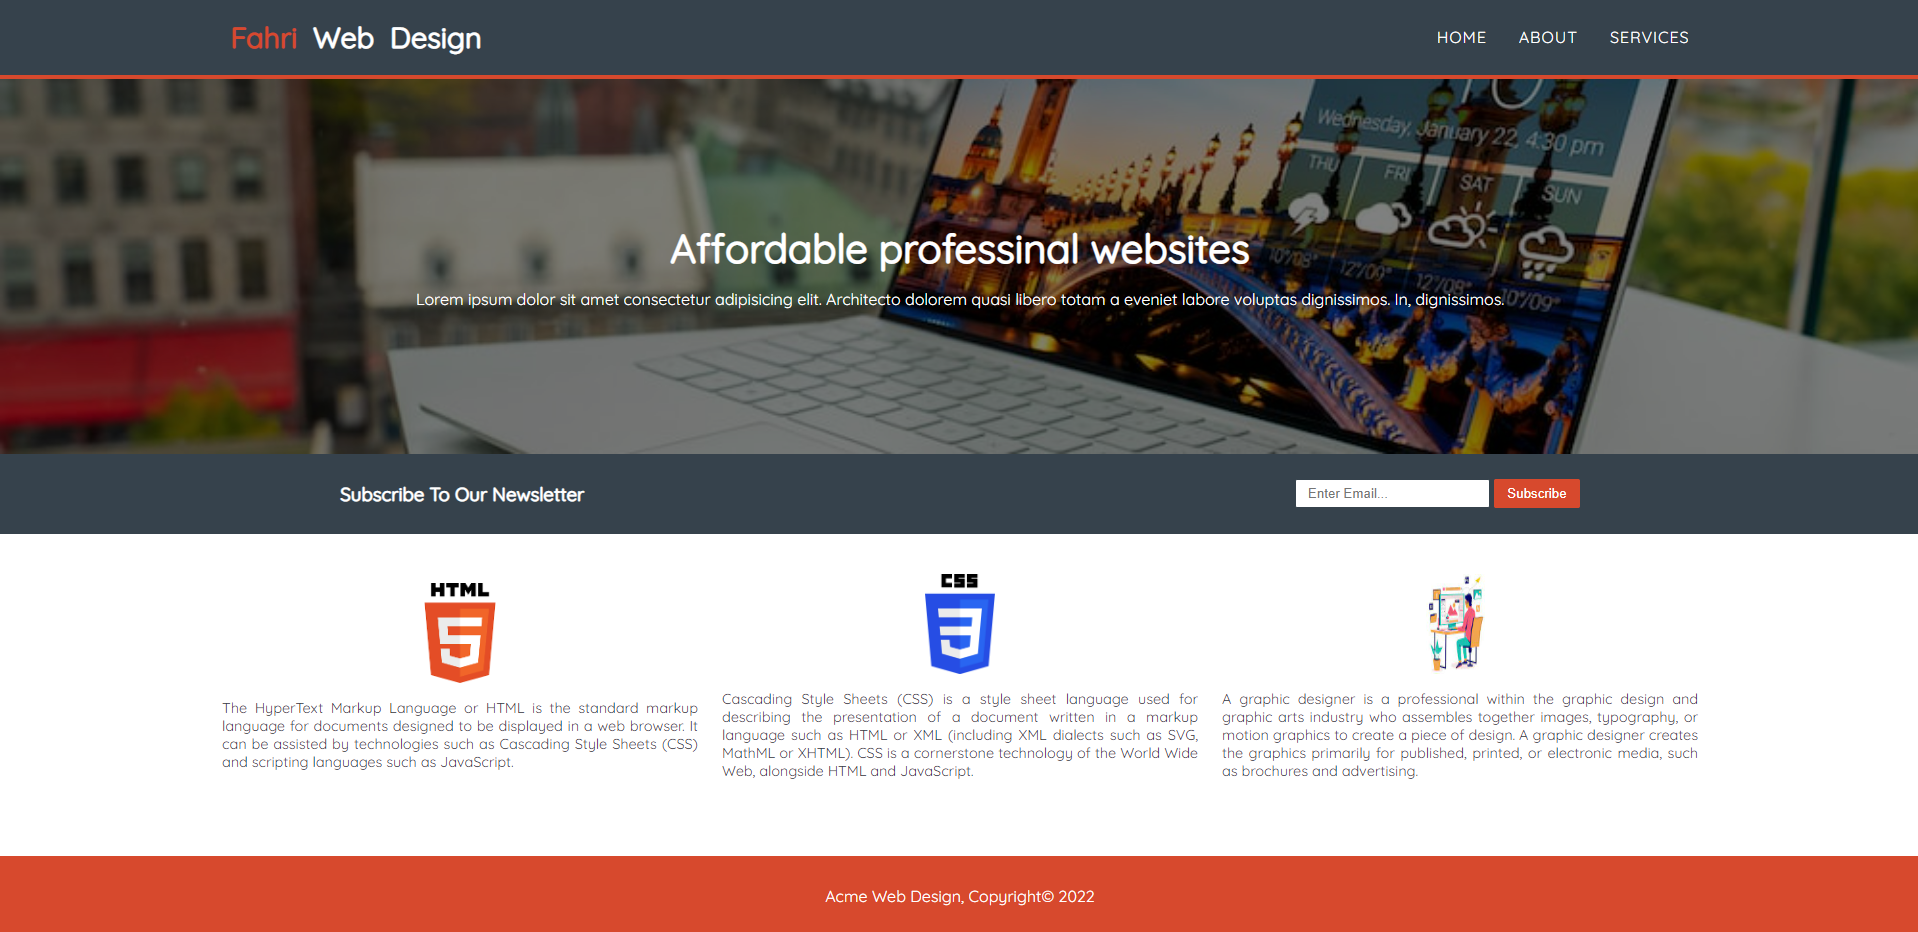 Fahri Web Design
HOME ABOUT SERVICES
Wednesday, January 22, 4:30 pm
THU FRI SAT SUN
10°/08° 12°/09° 12°/08° 10°/09°
Affordable professinal websites
Lorem ipsum dolor sit amet consectetur adipisicing elit. Architecto dolorem quasi libero totam a eveniet labore voluptas dignissimos. In, dignissimos.
Subscribe To Our Newsletter
Enter Email...
Subscribe
HTML
5
The HyperText Markup Language or HTML is the standard markup
language for documents designed to be displayed in a web browser. It
can be assisted by technologies such as Cascading Style Sheets (CSS)
and scripting languages such as JavaScript.
CSS
3
Cascading Style Sheets (CSS) is a style sheet language used for
describing the presentation of a document written in a markup
language such as HTML or XML (including XML dialects such as SVG,
MathML or XHTML). CSS is a cornerstone technology of the World Wide
Web, alongside HTML and JavaScript.
A graphic designer is a professional within the graphic design and
graphic arts industry who assembles together images, typography, or
motion graphics to create a piece of design. A graphic designer creates
the graphics primarily for published, printed, or electronic media, such
as brochures and advertising.
Acme Web Design, Copyright© 2022